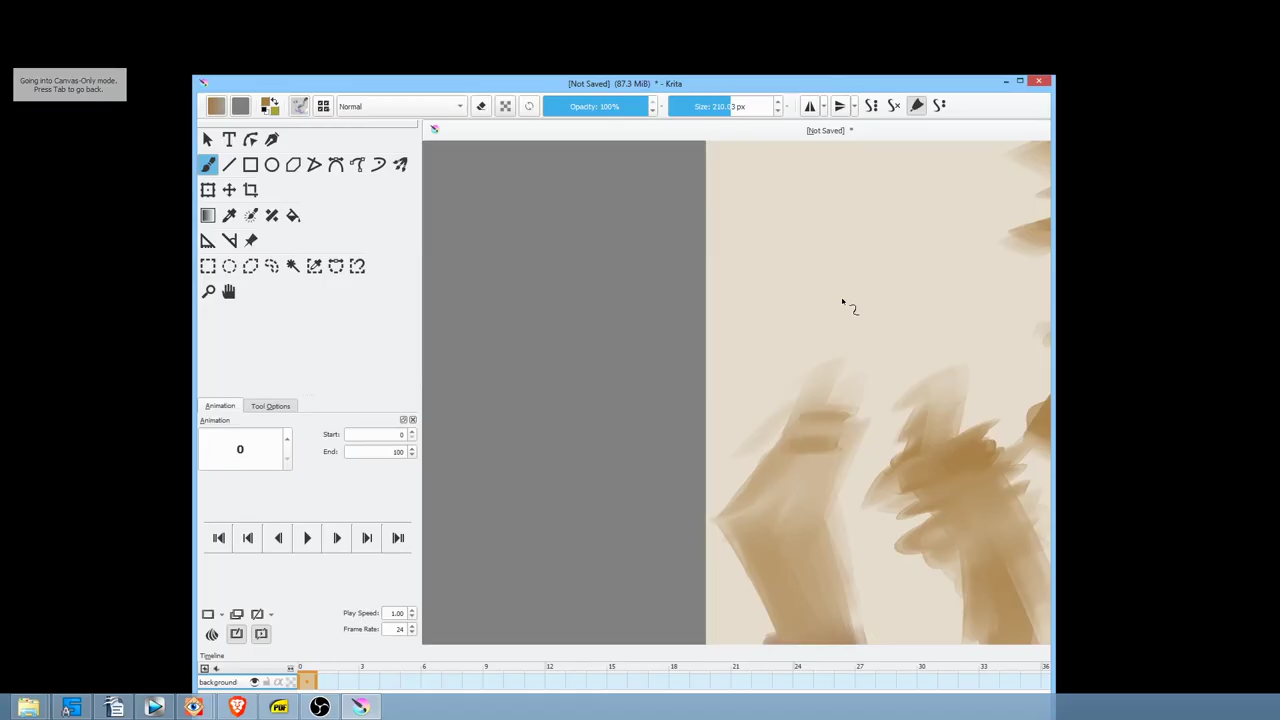 Going into Canvas-Only mode.
Press Tab to go back.
[Not Saved] (87.3 MiB) * - Krita
Normal
Opacity: 100%
Size: 210.03 px
[Not Saved] *
Animation
Tool Options
Animation
0
Start:
0
End:
100
Play Speed:
1.00
Frame Rate:
24
Timeline
0 3 6 9 12 15 18 21 24 27 30 33 36
background
PDF